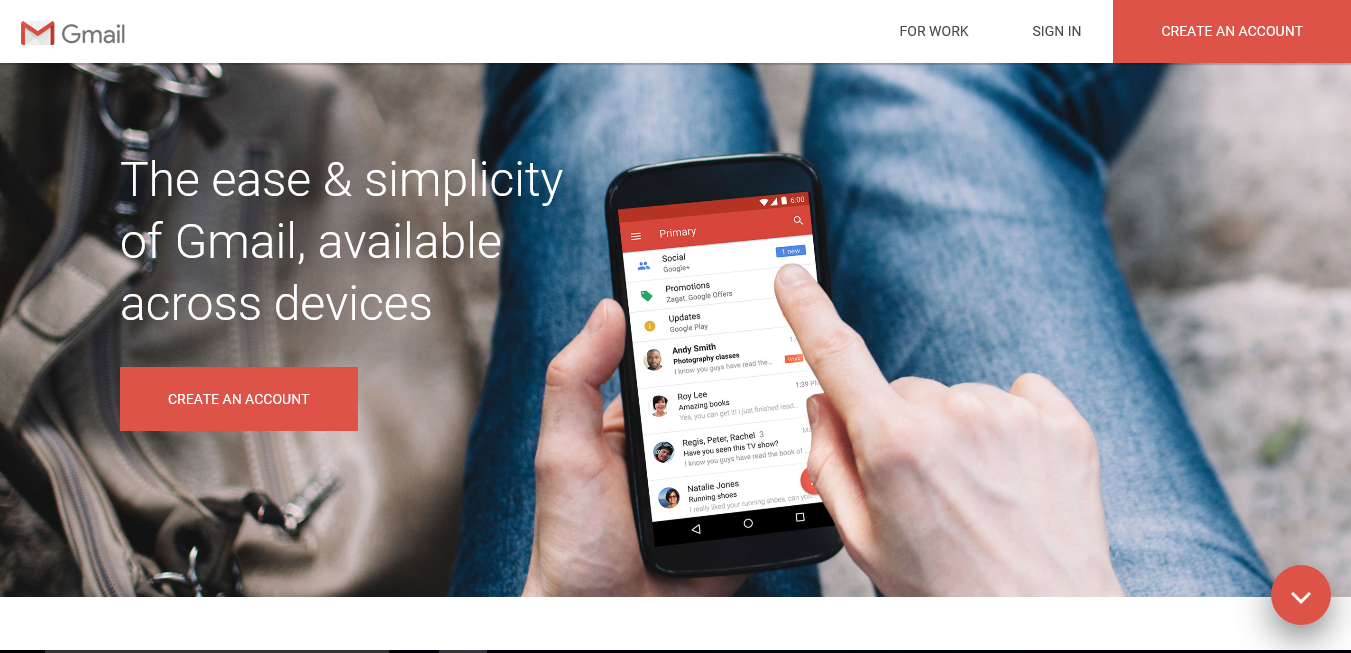 Gmail
FOR WORK
SIGN IN
CREATE AN ACCOUNT
The ease & simplicity
of Gmail, available
across devices
CREATE AN ACCOUNT
6:00
Primary
Social
1 new
Google+
Promotions
Zagat, Google Offers
Updates
Google Play
Andy Smith
Photography classes
I know you guys have read the...
Work
Roy Lee
1:39 PM
Amazing books
Yes, you can get it! I just finished read...
Regis, Peter, Rachel 3
Have you seen this TV show?
I know you guys have read the book of ...
Natalie Jones
Running shoes
I really liked your running shoes, can you